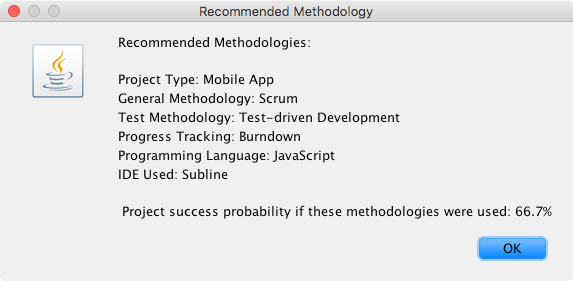 Recommended Methodology
Recommended Methodologies:
Project Type: Mobile App
General Methodology: Scrum
Test Methodology: Test-driven Development
Progress Tracking: Burndown
Programming Language: JavaScript
IDE Used: Subline
Project success probability if these methodologies were used: 66.7%
OK